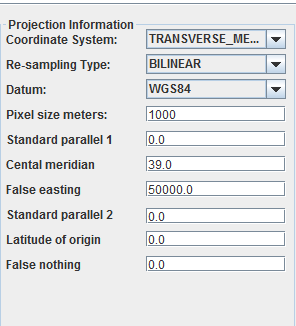 Projection Information
Coordinate System: TRANSVERSE_ME...
Re-sampling Type: BILINEAR
Datum: WGS84
Pixel size meters: 1000
Standard parallel 1 0.0
Cental meridian 39.0
False easting 50000.0
Standard parallel 2 0.0
Latitude of origin 0.0
False nothing 0.0